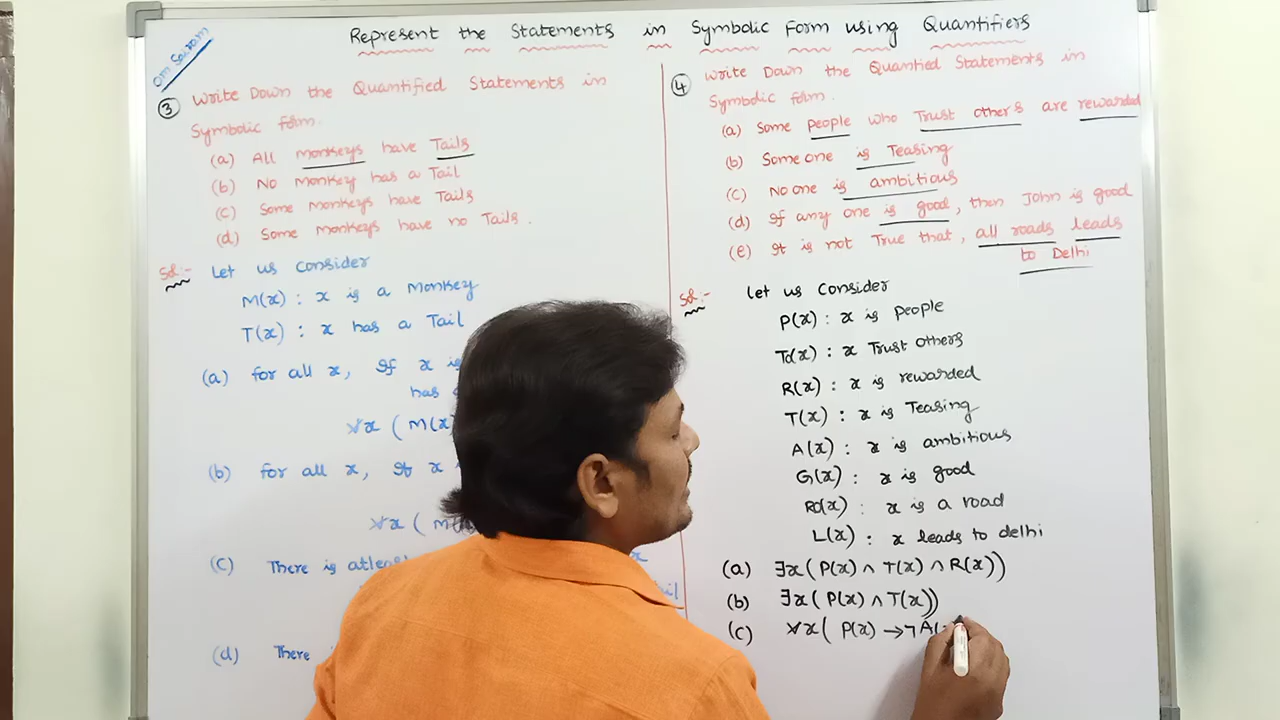 Om Sairam
Represent the Statements in Symbolic Form using Quantifiers
③ Write Down the Quantified Statements in
Symbolic form.
(a) All monkeys have Tails
(b) No Monkey has a Tail
(c) Some Monkeys have Tails
(d) Some Monkeys have no Tails.
Sol:- Let us consider
M(x) : x is a Monkey
T(x) : x has a Tail
(a) for all x, If x is
has
∀x ( M(x)
(b) for all x, If x
∀x ( M(x)
(c) There is atleast x
ail
(d) There
④ Write Down the Quantied Statements in
Symbolic form.
(a) Some people who Trust others are rewarded
(b) Some one is Teasing
(c) No one is ambitious
(d) If any one is good, then John is good
(e) It is not True that, all roads leads
to Delhi
Sol:- Let us Consider
P(x) : x is people
To(x) : x Trust others
R(x) : x is rewarded
T(x) : x is Teasing
A(x) : x is ambitious
G(x) : x is good
RO(x) : x is a road
L(x) : x leads to delhi
(a) ∃x ( P(x) ∧ T(x) ∧ R(x))
(b) ∃x ( P(x) ∧ T(x))
(c) ∀x ( P(x) → ¬ A(x